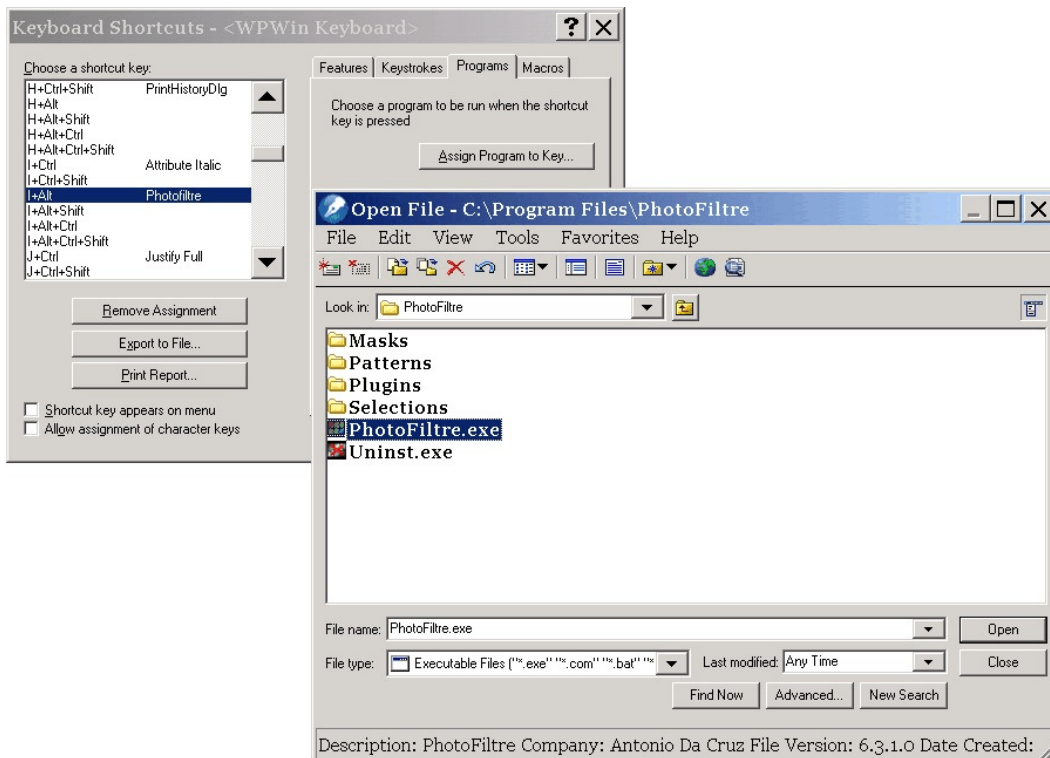 Keyboard Shortcuts - <WPWin Keyboard>
Choose a shortcut key:
H+Ctrl+Shift PrintHistoryDlg
H+Alt
H+Alt+Shift
H+Alt+Ctrl
H+Alt+Ctrl+Shift
I+Ctrl Attribute Italic
I+Ctrl+Shift
I+Alt Photofiltre
I+Alt+Shift
I+Alt+Ctrl
I+Alt+Ctrl+Shift
J+Ctrl Justify Full
J+Ctrl+Shift
Remove Assignment
Export to File...
Print Report...
Shortcut key appears on menu
Allow assignment of character keys
Features Keystrokes Programs Macros
Choose a program to be run when the shortcut
key is pressed
Assign Program to Key...
Open File - C:\Program Files\PhotoFiltre
File Edit View Tools Favorites Help
Look in: PhotoFiltre
Masks
Patterns
Plugins
Selections
PhotoFiltre.exe
Uninst.exe
File name: PhotoFiltre.exe Open
File type: Executable Files ("*.exe" "*.com" "*.bat" "* Last modified: Any Time Close
Find Now Advanced... New Search
Description: PhotoFiltre Company: Antonio Da Cruz File Version: 6.3.1.0 Date Created: